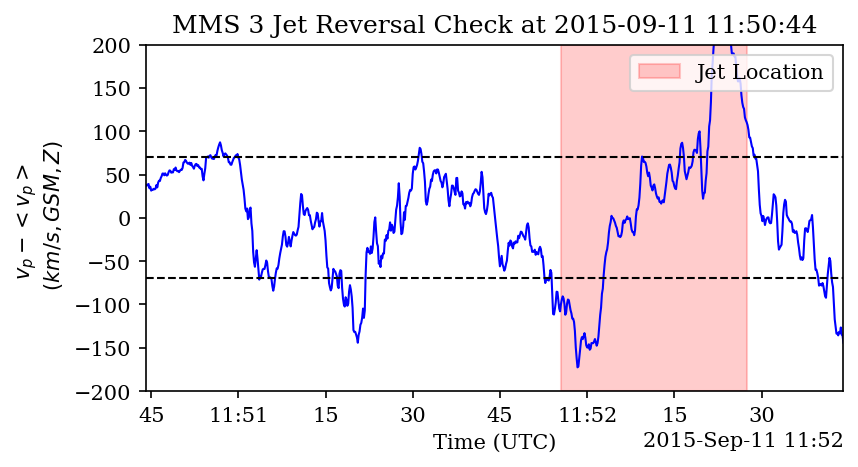 MMS 3 Jet Reversal Check at 2015-09-11 11:50:44
200
150
100
50
0
−50
−100
−150
−200
v_p − < v_p >
(km/s, GSM, Z)
Jet Location
45
11:51
15
30
45
11:52
15
30
Time (UTC)
2015-Sep-11 11:52